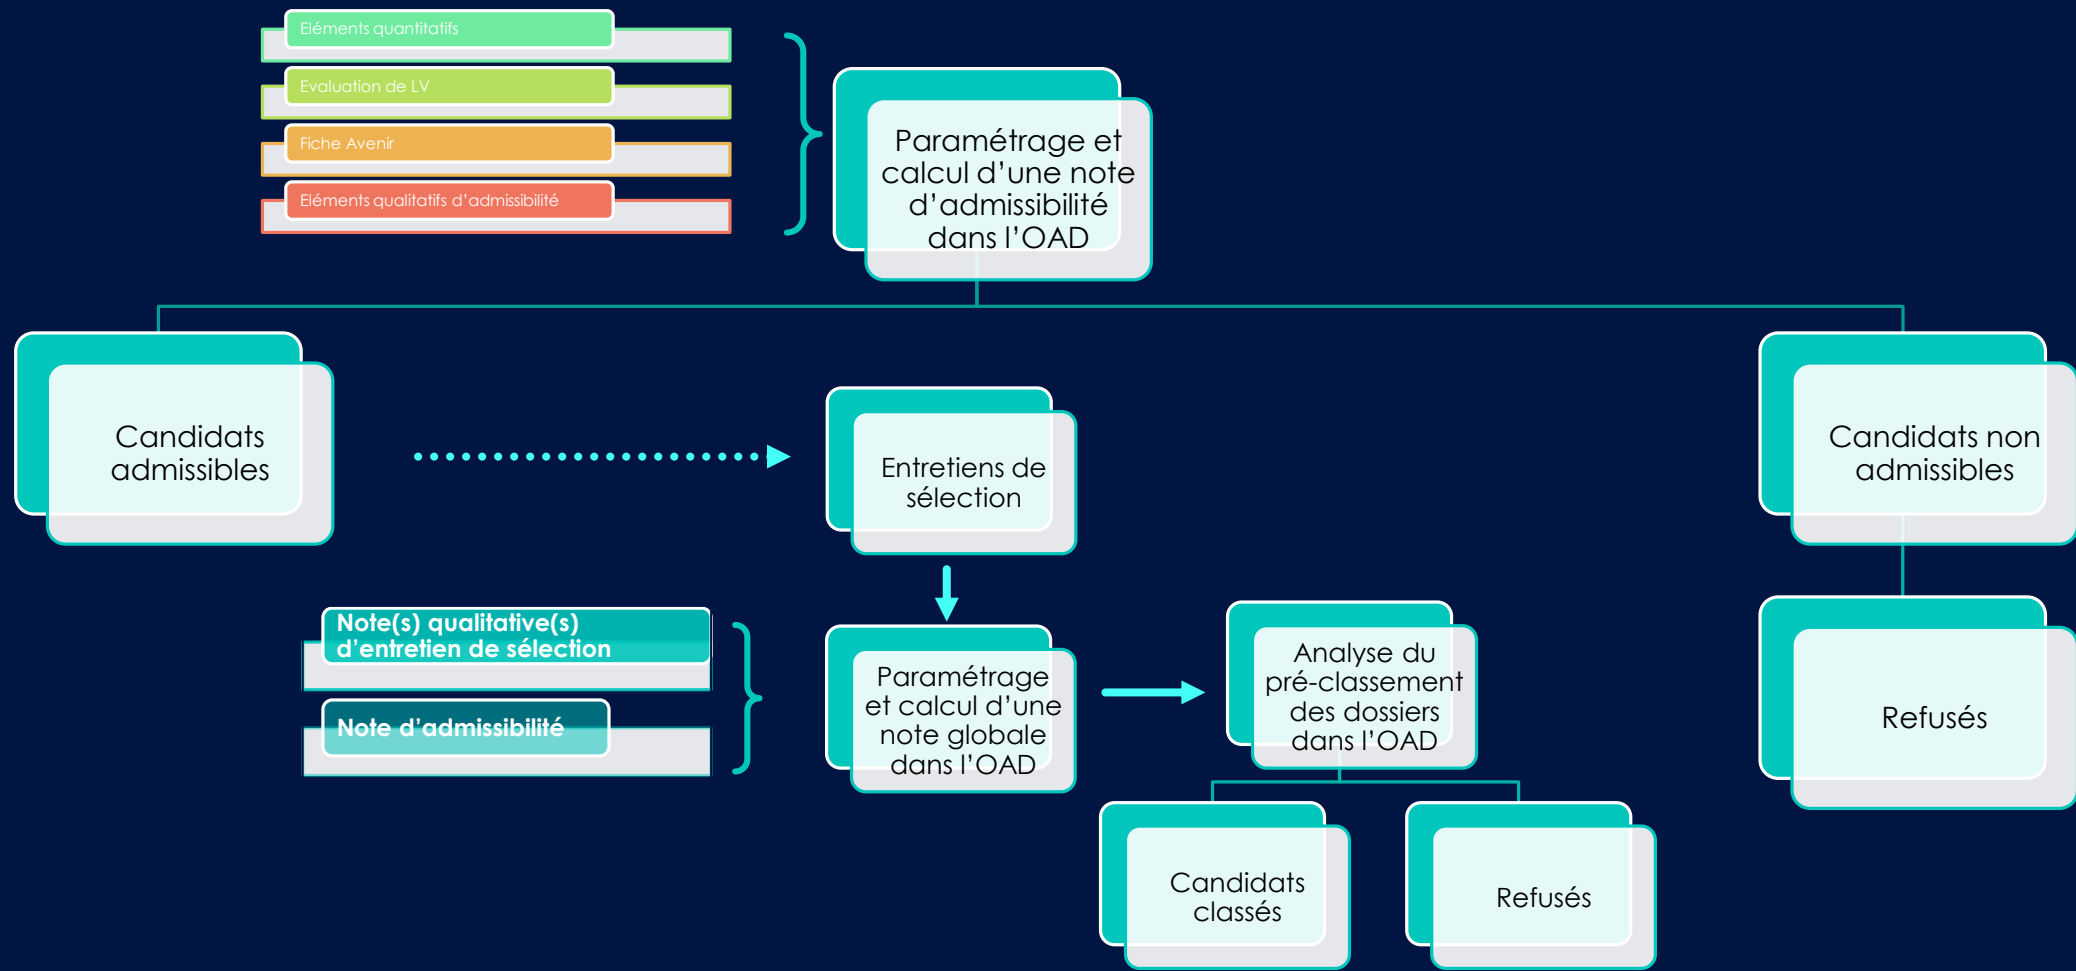 Eléments quantitatifs
Evaluation de LV
Fiche Avenir
Eléments qualitatifs d’admissibilité
Paramétrage et
calcul d’une note
d’admissibilité
dans l’OAD
Candidats
admissibles
Entretiens de
sélection
Candidats non
admissibles
Note(s) qualitative(s)
d’entretien de sélection
Note d’admissibilité
Paramétrage
et calcul d’une
note globale
dans l’OAD
Analyse du
pré-classement
des dossiers
dans l’OAD
Refusés
Candidats
classés
Refusés